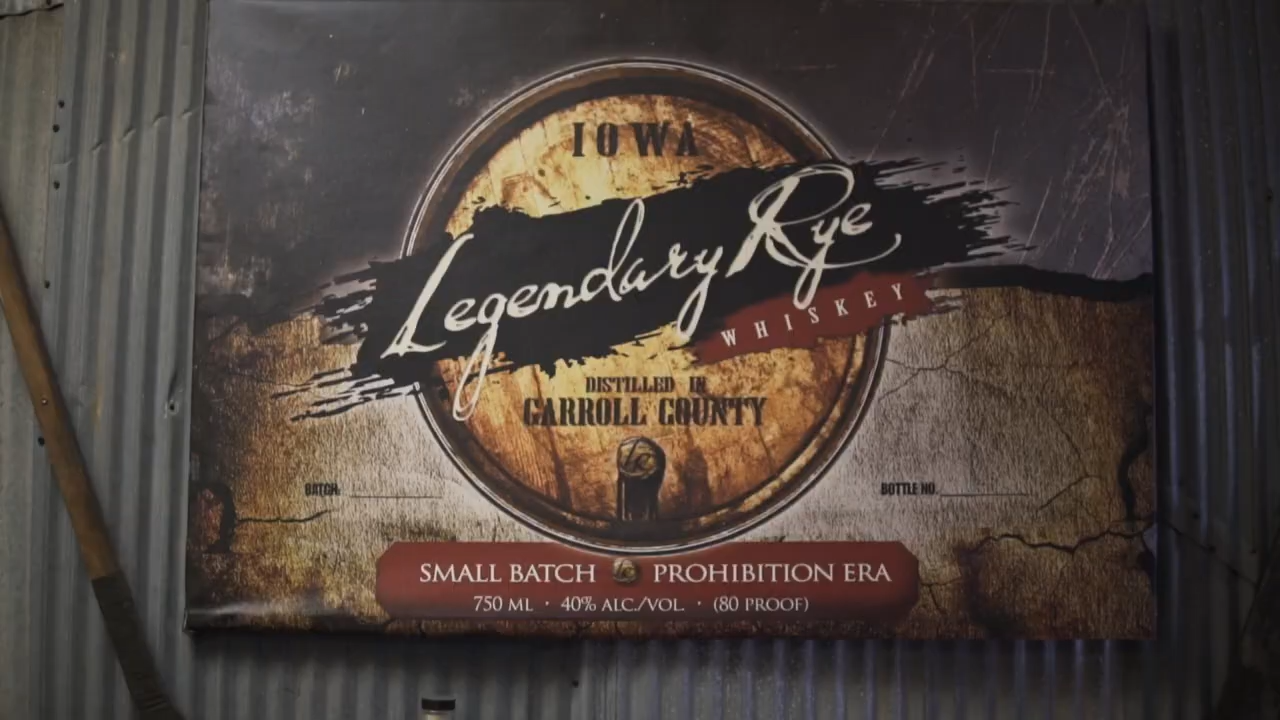 IOWA
Legendary Rye
WHISKEY
DISTILLED IN
CARROLL COUNTY
BATCH: BOTTLE NO.
SMALL BATCH PROHIBITION ERA
750 ML · 40% ALC./VOL. · (80 PROOF)